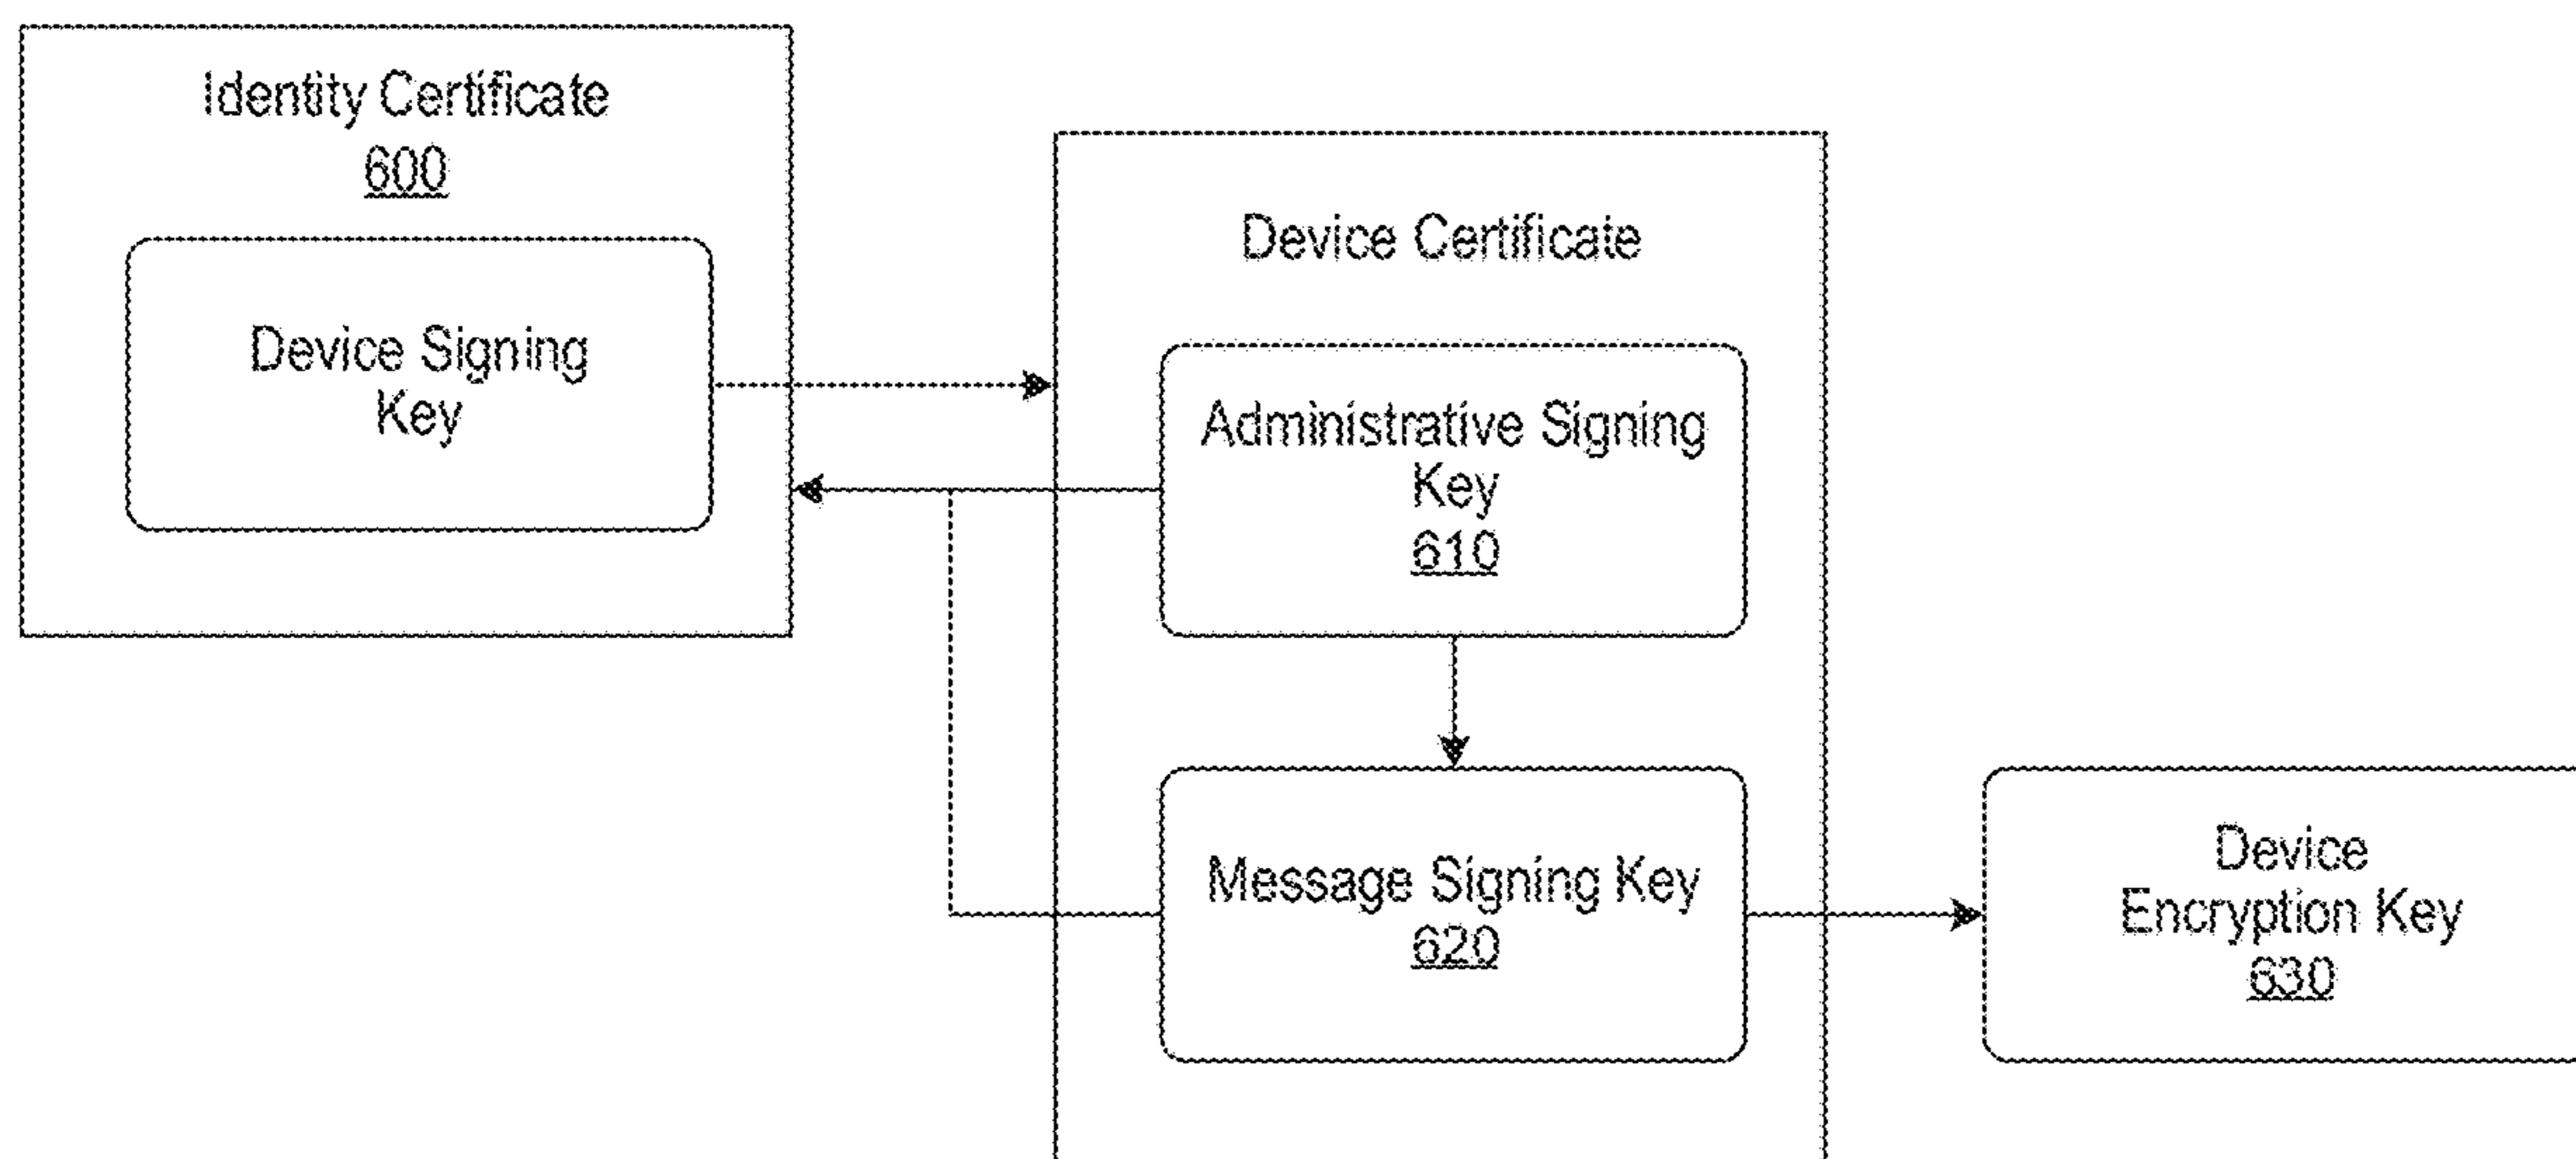 Identity Certificate
600
Device Signing
Key
Device Certificate
Administrative Signing
Key
610
Message Signing Key
620
Device
Encryption Key
630